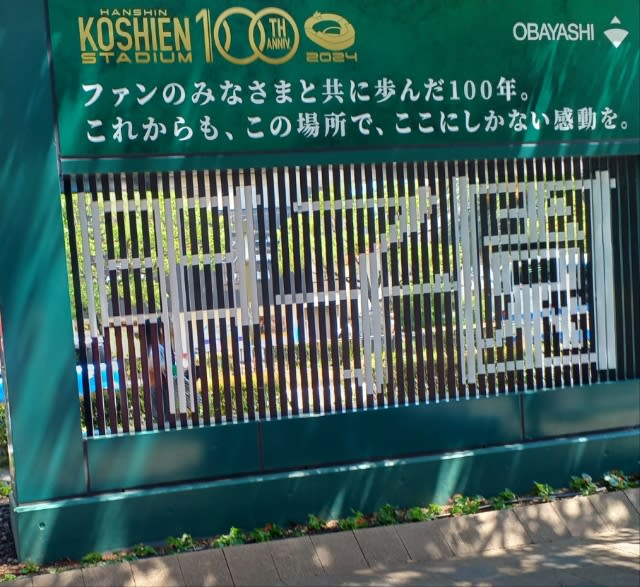 HANSHIN
KOSHIEN
STADIUM
100TH
ANNIV.
2024
OBAYASHI
ファンのみなさまと共に歩んだ100年。
これからも、この場所で、ここにしかない感動を。
甲子園